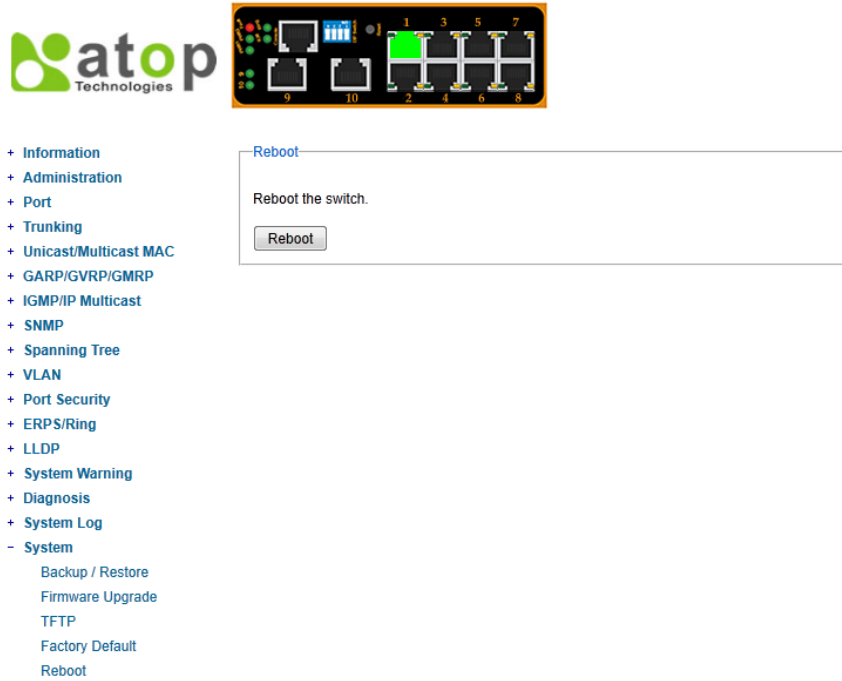 atop
Technologies
1 3 5 7
9 10 2 4 6 8
+ Information
+ Administration
+ Port
+ Trunking
+ Unicast/Multicast MAC
+ GARP/GVRP/GMRP
+ IGMP/IP Multicast
+ SNMP
+ Spanning Tree
+ VLAN
+ Port Security
+ ERPS/Ring
+ LLDP
+ System Warning
+ Diagnosis
+ System Log
− System
Backup / Restore
Firmware Upgrade
TFTP
Factory Default
Reboot
Reboot
Reboot the switch.
Reboot